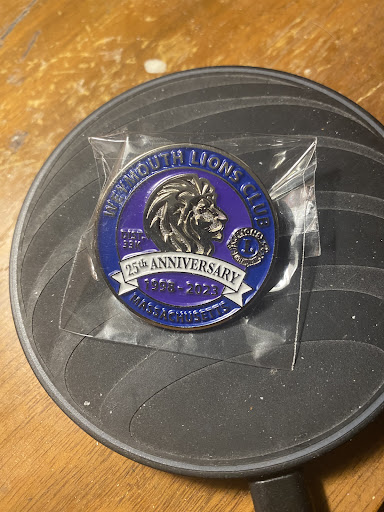 WEYMOUTH LIONS CLUB
25th ANNIVERSARY
1998 - 2023
MASSACHUSETTS